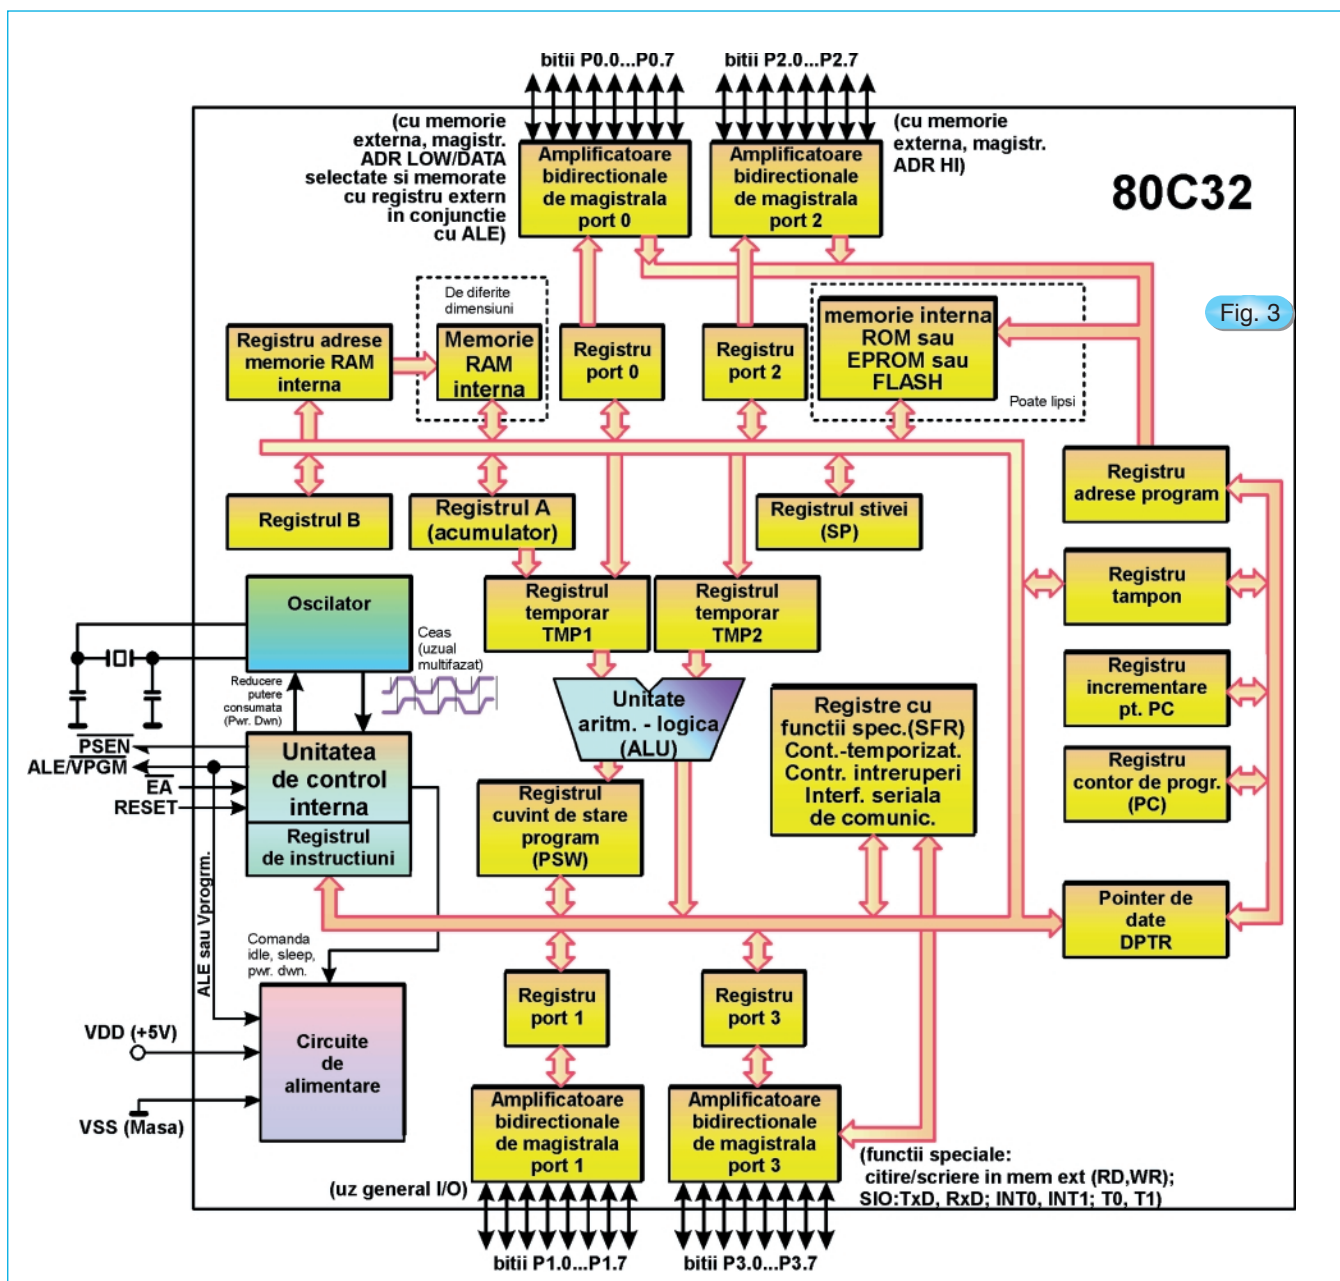 bitii P0.0...P0.7
bitii P2.0...P2.7
(cu memorie
externa, magistr.
ADR LOW/DATA
selectate si memorate
cu registru extern
in conjunctie
cu ALE)
Amplificatoare
bidirectionale
de magistrala
port 0
Amplificatoare
bidirectionale
de magistrala
port 2
(cu memorie
externa, magistr.
ADR HI)
80C32
Fig. 3
De diferite
dimensiuni
Registru adrese
memorie RAM
interna
Memorie
RAM
interna
Registru
port 0
Registru
port 2
memorie interna
ROM sau
EPROM sau
FLASH
Poate lipsi
Registrul B
Registrul A
(acumulator)
Registrul stivei
(SP)
Registru
adrese program
Oscilator
Registrul
temporar
TMP1
Registrul
temporar
TMP2
Registru
tampon
Ceas
(uzual
multifazat)
Reducere
putere
consumata
(Pwr. Dwn)
Unitate
aritm. - logica
(ALU)
Registre cu
functii spec.(SFR)
Cont.-temporizat.
Contr. intreruperi
Interf. seriala
de comunic.
Registru
incrementare
pt. PC
Registru
contor de progr.
(PC)
PSEN
ALE/VPGM
EA
RESET
Unitatea
de control
interna
Registrul
de instructiuni
Registrul
cuvint de stare
program
(PSW)
Pointer de
date
DPTR
ALE sau Vprogrm.
Comanda
idle, sleep,
pwr. dwn.
Registru
port 1
Registru
port 3
VDD (+5V)
VSS (Masa)
Circuite
de
alimentare
Amplificatoare
bidirectionale
de magistrala
port 1
Amplificatoare
bidirectionale
de magistrala
port 3
(uz general I/O)
(functii speciale:
citire/scriere in mem ext (RD,WR);
SIO:TxD, RxD; INT0, INT1; T0, T1)
bitii P1.0...P1.7
bitii P3.0...P3.7